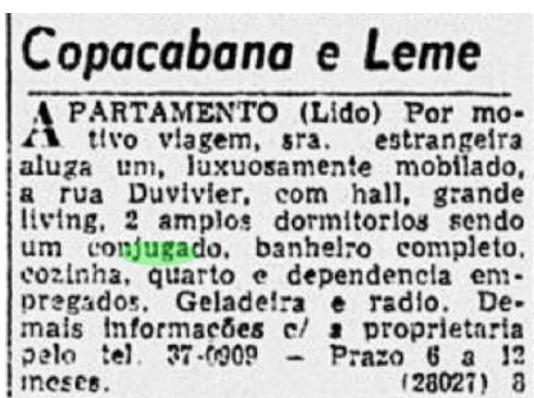 Copacabana e Leme
APARTAMENTO (Lido) Por mo-
tivo viagem, sra. estrangeira
aluga um, luxuosamente mobilado,
a rua Duvivier, com hall, grande
living, 2 amplos dormitorios sendo
um conjugado, banheiro completo,
cozinha, quarto e dependencia em-
pregados. Geladeira e radio. De-
mais informações c/ a proprietaria
pelo tel. 37-0909 — Prazo 6 a 12
meses. (28027) 8